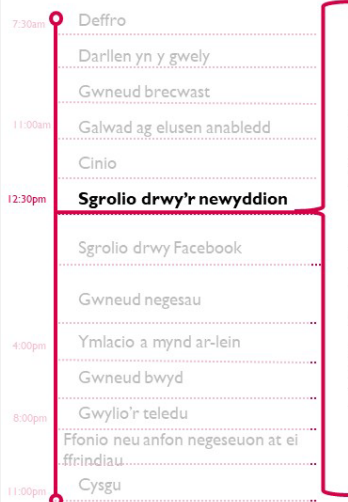 7:30am Deffro
Darllen yn y gwely
Gwneud brecwast
11:00am Galwad ag elusen anabledd
Cinio
12:30pm Sgrolio drwy'r newyddion
Sgrolio drwy Facebook
Gwneud negesau
4:00pm Ymlacio a mynd ar-lein
Gwneud bwyd
8:00pm Gwylio'r teledu
Ffonio neu anfon negeseuon at ei
ffrindiau
11:00pm Cysgu